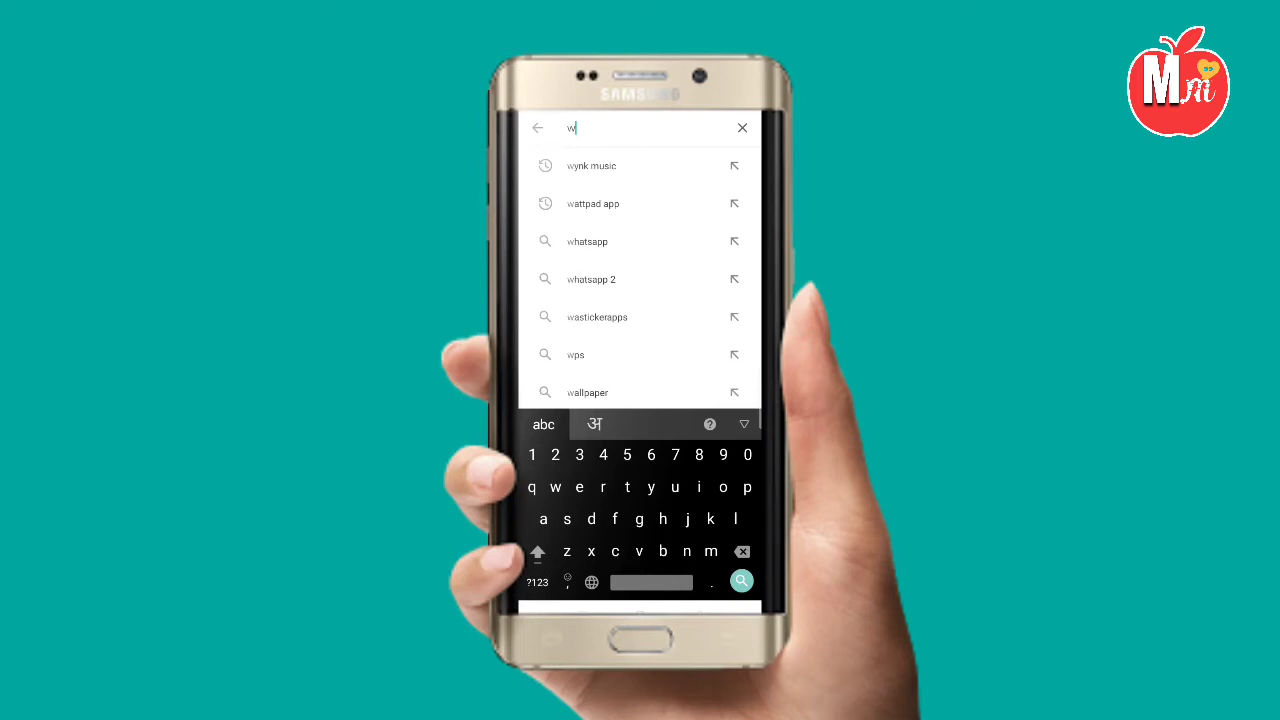 Mm
SAMSUNG
w
wynk music
wattpad app
whatsapp
whatsapp 2
wastickerapps
wps
wallpaper
abc अ ?
1 2 3 4 5 6 7 8 9 0
q w e r t y u i o p
a s d f g h j k l
z x c v b n m
?123 , .